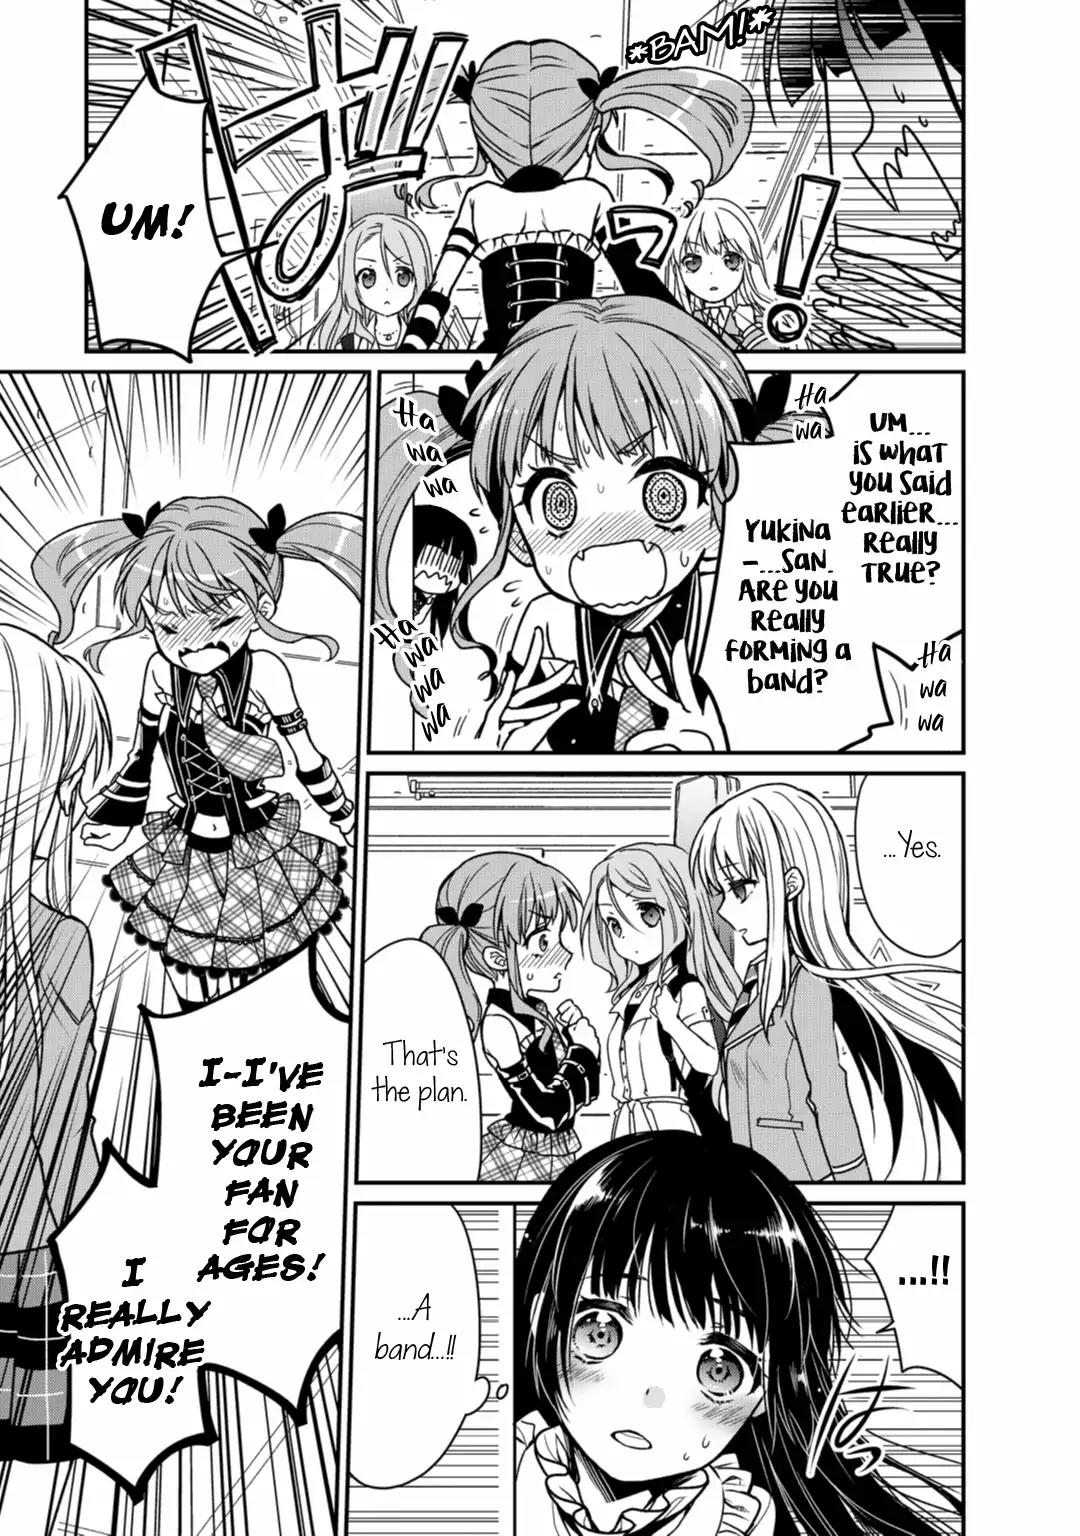 *BAM!*
バ
ッ!
UM!
UM...
IS WHAT
YOU SAID
EARLIER...
REALLY
TRUE?
YUKINA
-...SAN.
ARE YOU
REALLY
FORMING A
BAND?
Ha
wa
Ha
wa
wa
Ha
wa
wa
wa
Ha
wa
wa
...Yes.
That's
the plan.
I-I'VE
BEEN
YOUR
FAN
FOR
AGES!
I
REALLY
ADMIRE
YOU!
...!!
...A
band...!!